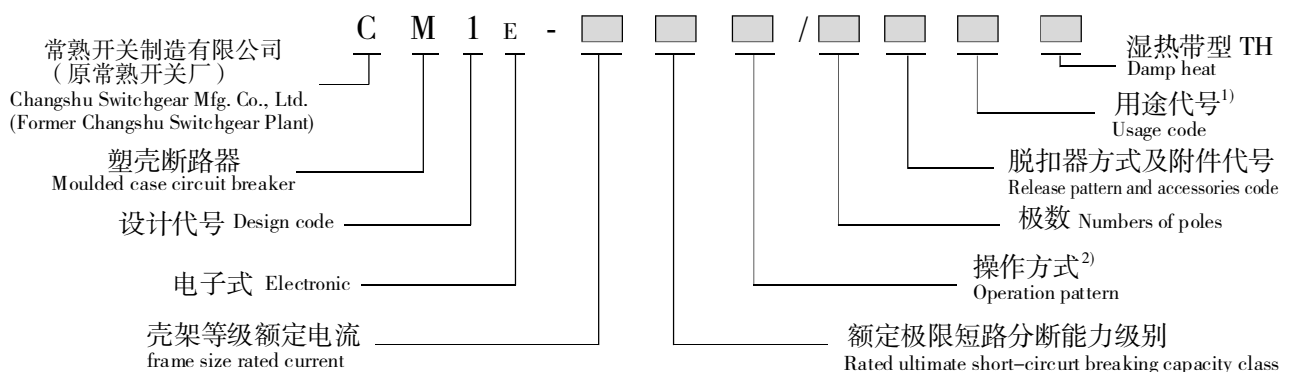 C M 1 E - /
常熟开关制造有限公司
（原常熟开关厂）
Changshu Switchgear Mfg. Co., Ltd.
(Former Changshu Switchgear Plant)
塑壳断路器
Moulded case circuit breaker
设计代号 Design code
电子式 Electronic
壳架等级额定电流
frame size rated current
湿热带型 TH
Damp heat
用途代号1)
Usage code
脱扣器方式及附件代号
Release pattern and accessories code
极数 Numbers of poles
操作方式2)
Operation pattern
额定极限短路分断能力级别
Rated ultimate short-circurt breaking capacity class